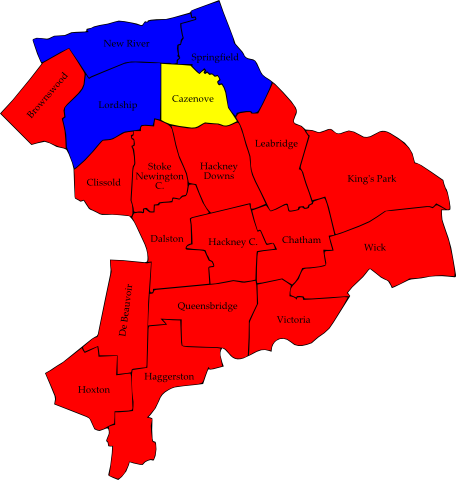 New River
Springfield
Brownswood
Lordship
Cazenove
Leabridge
Clissold
Stoke
Newington
C.
Hackney
Downs
King's Park
Dalston
Hackney C.
Chatham
Wick
De Beauvoir
Queensbridge
Victoria
Haggerston
Hoxton